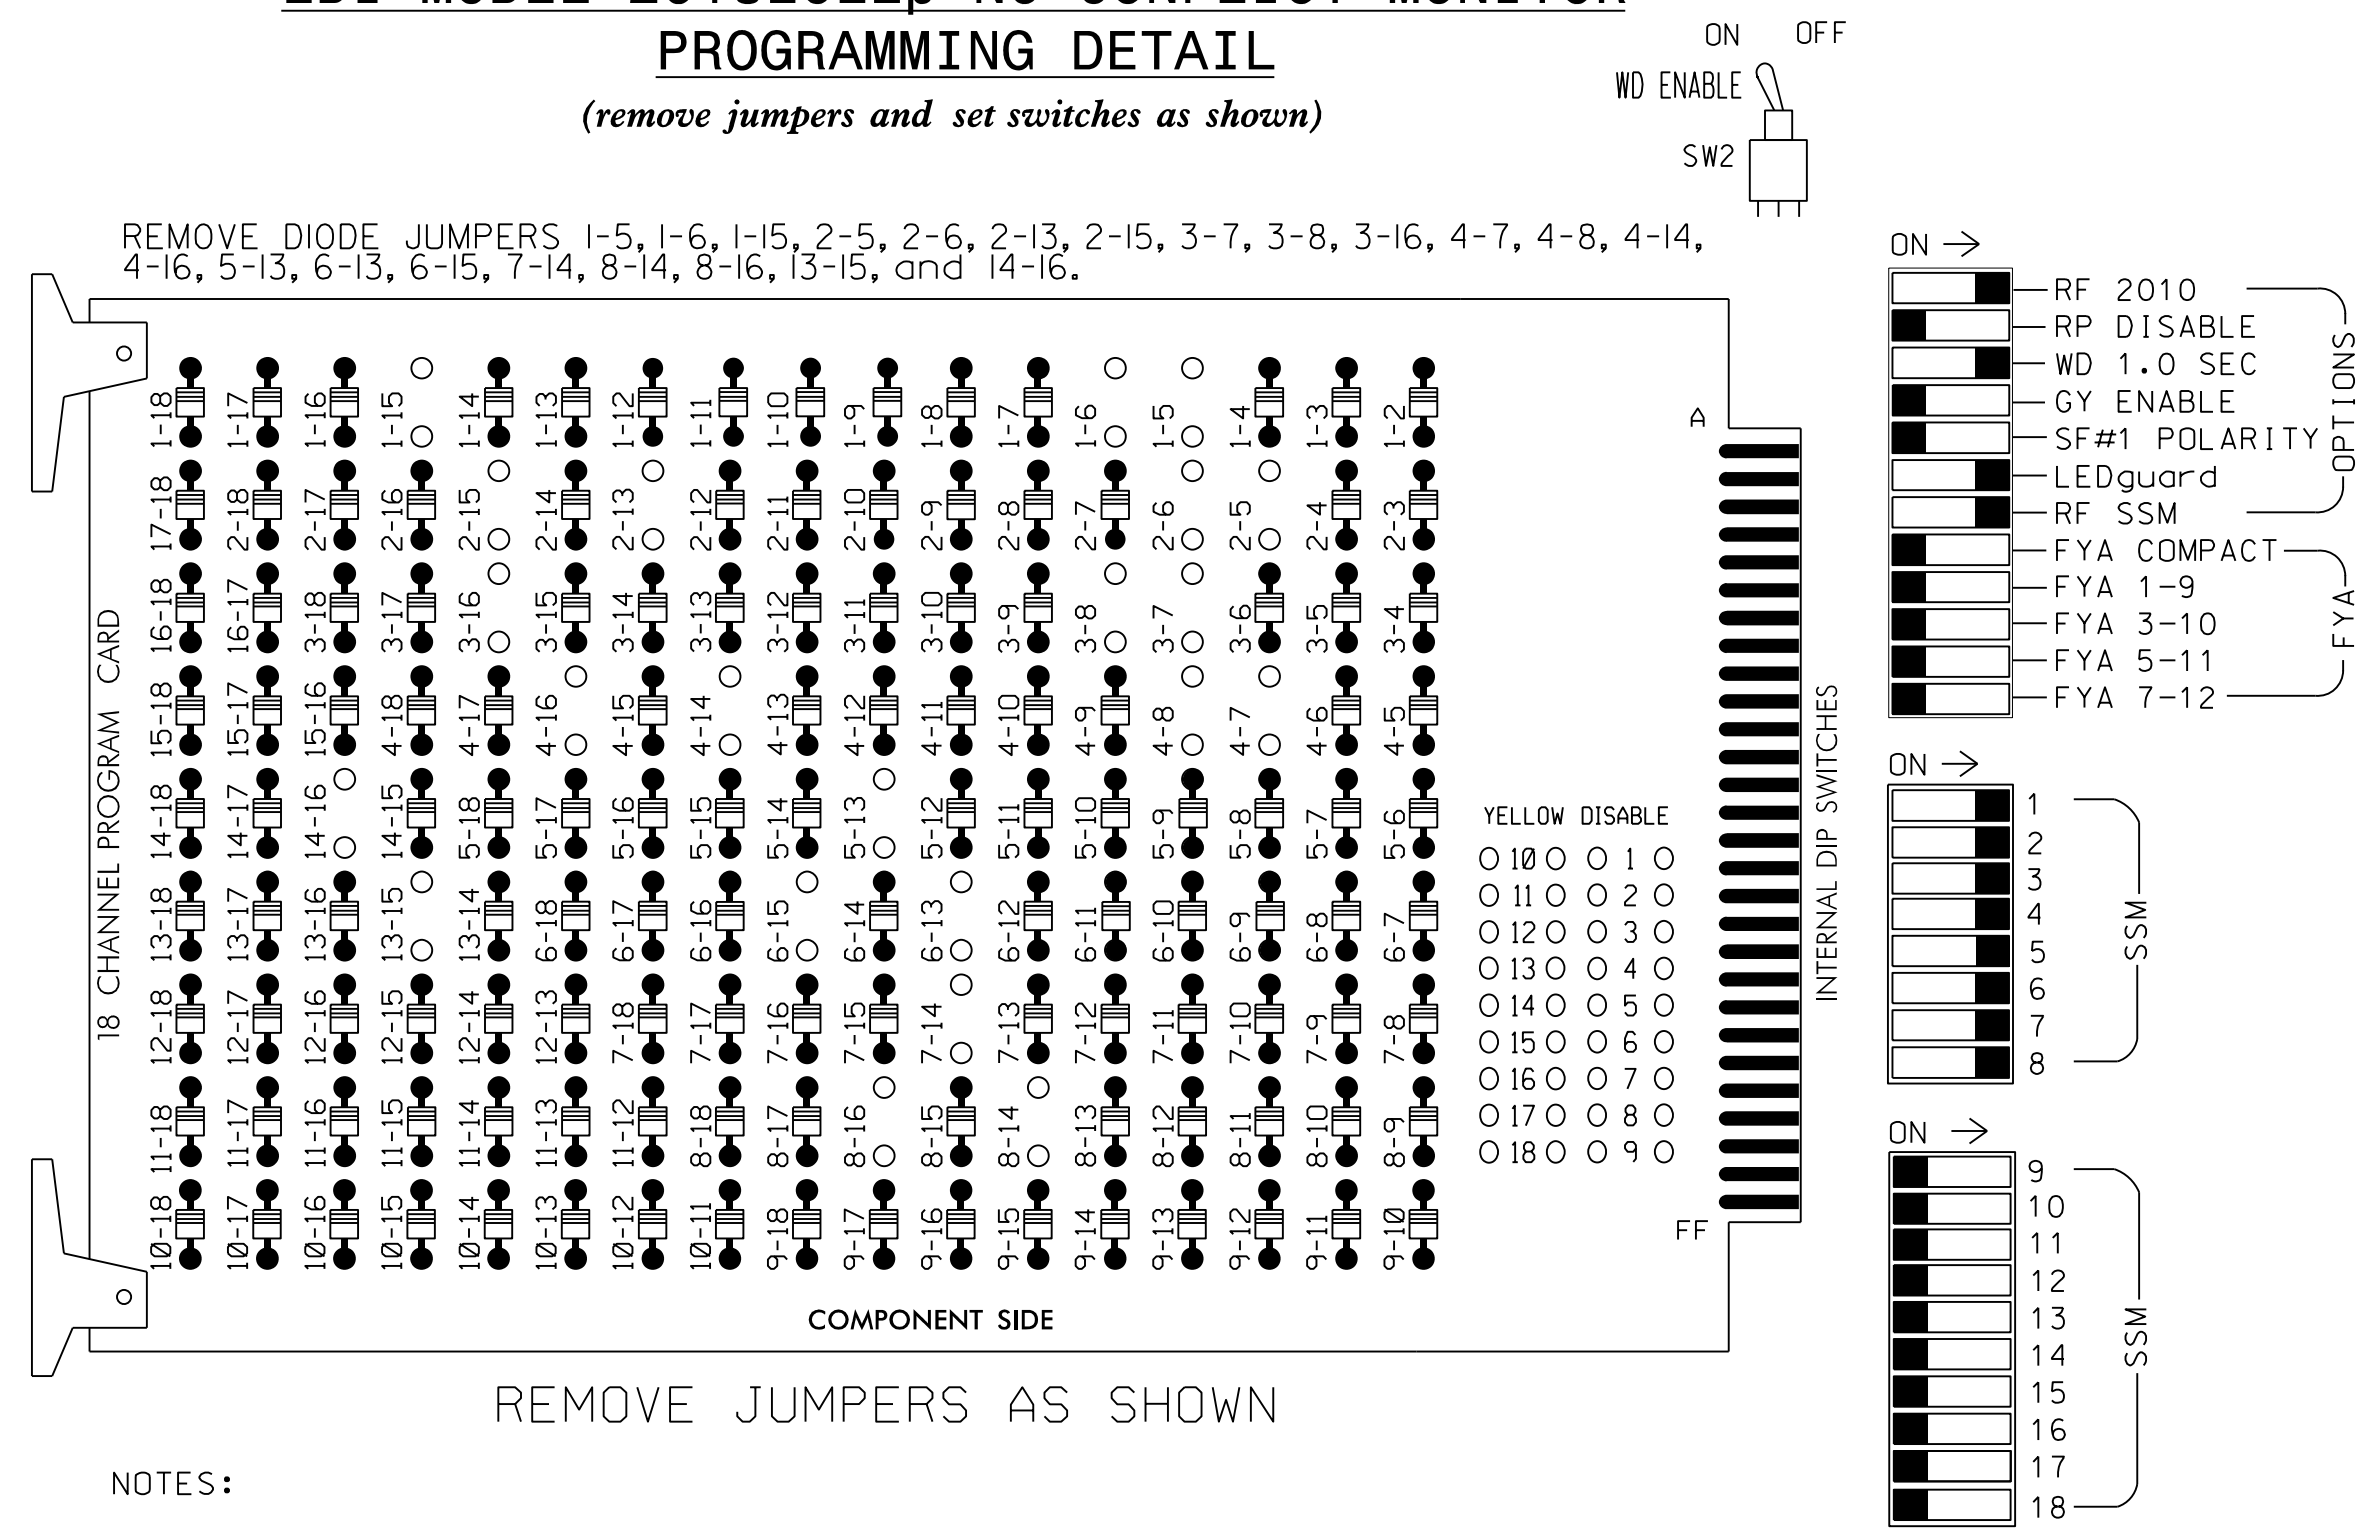 PROGRAMMING DETAIL
(remove jumpers and set switches as shown)
ON OFF
WD ENABLE
SW2
REMOVE DIODE JUMPERS 1-5, 1-6, 1-15, 2-5, 2-6, 2-13, 2-15, 3-7, 3-8, 3-16, 4-7, 4-8, 4-14,
4-16, 5-13, 6-13, 6-15, 7-14, 8-14, 8-16, 13-15, and 14-16.
18 CHANNEL PROGRAM CARD
1-18 1-17 1-16 1-15 1-14 1-13 1-12 1-11 1-10 1-9 1-8 1-7 1-6 1-5 1-4 1-3 1-2
17-18 2-18 2-17 2-16 2-15 2-14 2-13 2-12 2-11 2-10 2-9 2-8 2-7 2-6 2-5 2-4 2-3
16-18 16-17 3-18 3-17 3-16 3-15 3-14 3-13 3-12 3-11 3-10 3-9 3-8 3-7 3-6 3-5 3-4
15-18 15-17 15-16 4-18 4-17 4-16 4-15 4-14 4-13 4-12 4-11 4-10 4-9 4-8 4-7 4-6 4-5
14-18 14-17 14-16 14-15 5-18 5-17 5-16 5-15 5-14 5-13 5-12 5-11 5-10 5-9 5-8 5-7 5-6
13-18 13-17 13-16 13-15 13-14 6-18 6-17 6-16 6-15 6-14 6-13 6-12 6-11 6-10 6-9 6-8 6-7
12-18 12-17 12-16 12-15 12-14 12-13 7-18 7-17 7-16 7-15 7-14 7-13 7-12 7-11 7-10 7-9 7-8
11-18 11-17 11-16 11-15 11-14 11-13 11-12 8-18 8-17 8-16 8-15 8-14 8-13 8-12 8-11 8-10 8-9
10-18 10-17 10-16 10-15 10-14 10-13 10-12 10-11 9-18 9-17 9-16 9-15 9-14 9-13 9-12 9-11 9-10
A
YELLOW DISABLE
10 1
11 2
12 3
13 4
14 5
15 6
16 7
17 8
18 9
FF
COMPONENT SIDE
REMOVE JUMPERS AS SHOWN
NOTES:
INTERNAL DIP SWITCHES
ON
RF 2010
RP DISABLE
WD 1.0 SEC
GY ENABLE
SF#1 POLARITY
LEDguard
RF SSM
OPTIONS
FYA COMPACT
FYA 1-9
FYA 3-10
FYA 5-11
FYA 7-12
FYA
ON
1
2
3
4
5
6
7
8
SSM
ON
9
10
11
12
13
14
15
16
17
18
SSM